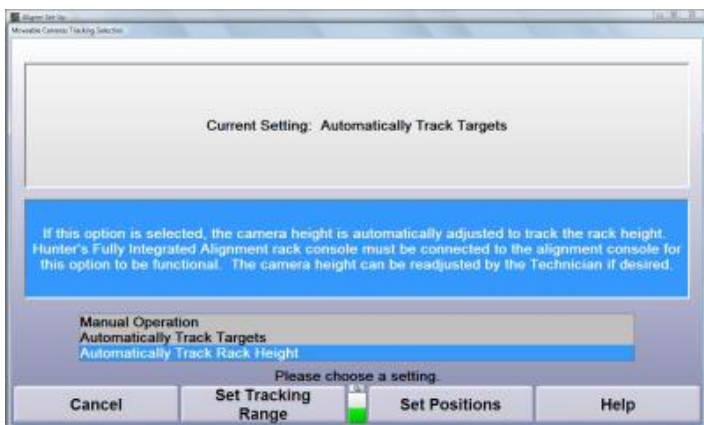 Aligner Set Up
Moveable Cameras Tracking Selection
Current Setting: Automatically Track Targets
If this option is selected, the camera height is automatically adjusted to track the rack height.
Hunter's Fully Integrated Alignment rack console must be connected to the alignment console for
this option to be functional. The camera height can be readjusted by the Technician if desired.
Manual Operation
Automatically Track Targets
Automatically Track Rack Height
Please choose a setting.
Cancel
Set Tracking
Range
Set Positions
Help